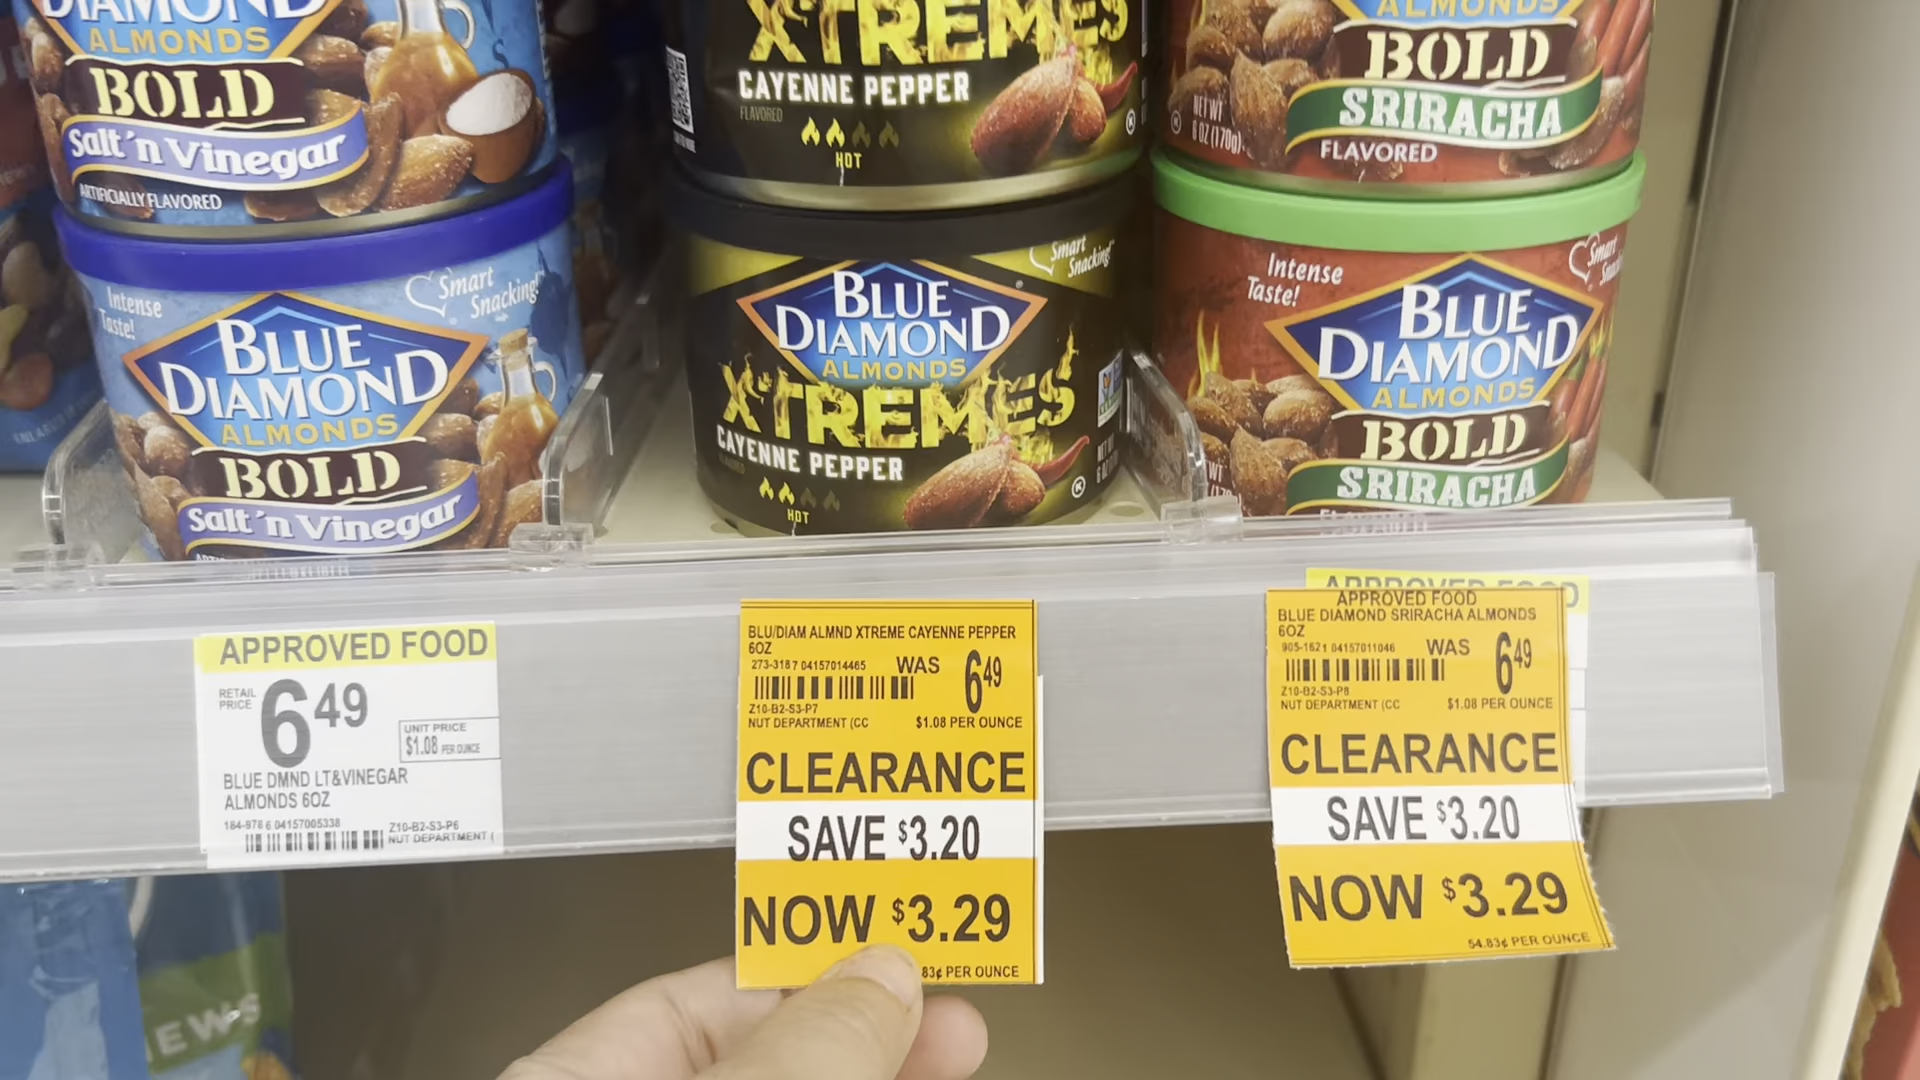 DIAMOND
ALMONDS
BOLD
Salt 'n Vinegar
ARTIFICIALLY FLAVORED
XTREMES
CAYENNE PEPPER
FLAVORED
HOT
ALMONDS
BOLD
SRIRACHA
FLAVORED
NET WT
6 OZ (170g)
Intense
Taste!
Smart
Snacking!
BLUE
DIAMOND
ALMONDS
BOLD
Salt 'n Vinegar
Smart
Snacking!
BLUE
DIAMOND
ALMONDS
XTREMES
CAYENNE PEPPER
FLAVORED
HOT
Intense
Taste!
Smart
BLUE
DIAMOND
ALMONDS
BOLD
SRIRACHA
APPROVED FOOD
RETAIL
PRICE
6 49
UNIT PRICE
$1.08 PER OUNCE
BLUE DMND LT&VINEGAR
ALMONDS 6OZ
184-978 6 04157005338
Z10-B2-S3-P6
NUT DEPARTMENT (
BLU/DIAM ALMND XTREME CAYENNE PEPPER
6OZ
273-318 7 04157014465
WAS 6 49
Z10-B2-S3-P7
NUT DEPARTMENT (CC
$1.08 PER OUNCE
CLEARANCE
SAVE $3.20
NOW $3.29
83¢ PER OUNCE
APPROVED FOOD
APPROVED FOOD
BLUE DIAMOND SRIRACHA ALMONDS
6OZ
905-162 1 04157011046
WAS 6 49
Z10-B2-S3-P8
NUT DEPARTMENT (CC
$1.08 PER OUNCE
CLEARANCE
SAVE $3.20
NOW $3.29
54.83¢ PER OUNCE